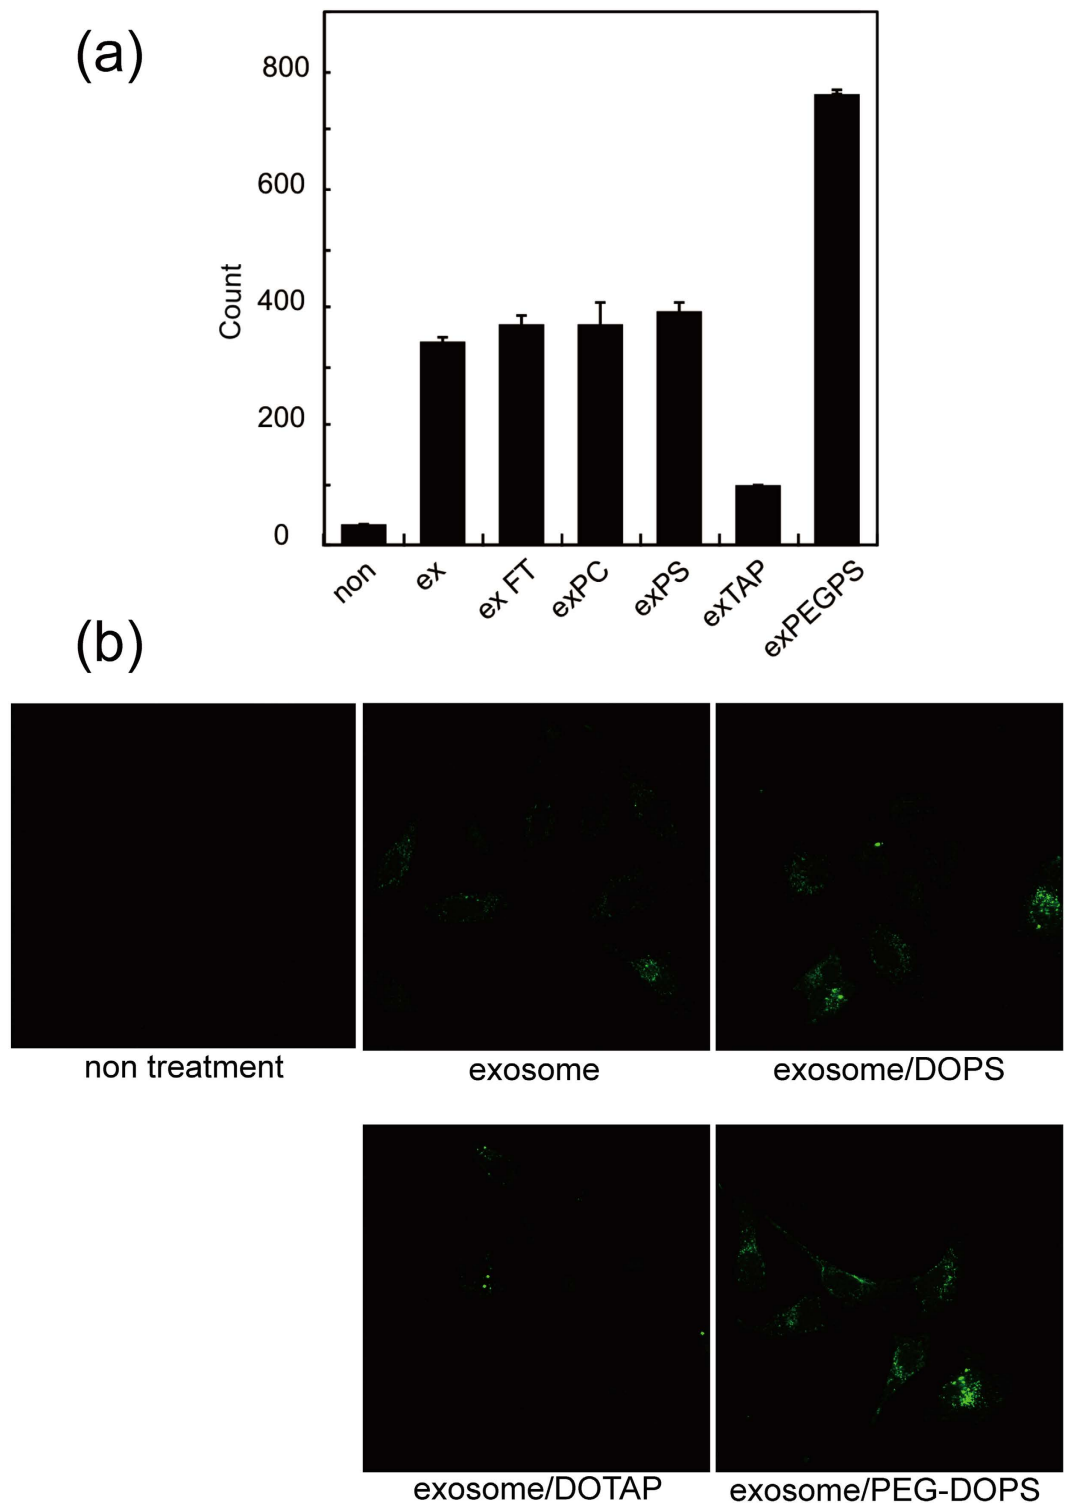 (a)
800
600
400
200
0
Count
non
ex
ex FT
exPC
exPS
exTAP
exPEGPS
(b)
non treatment
exosome
exosome/DOPS
exosome/DOTAP
exosome/PEG-DOPS